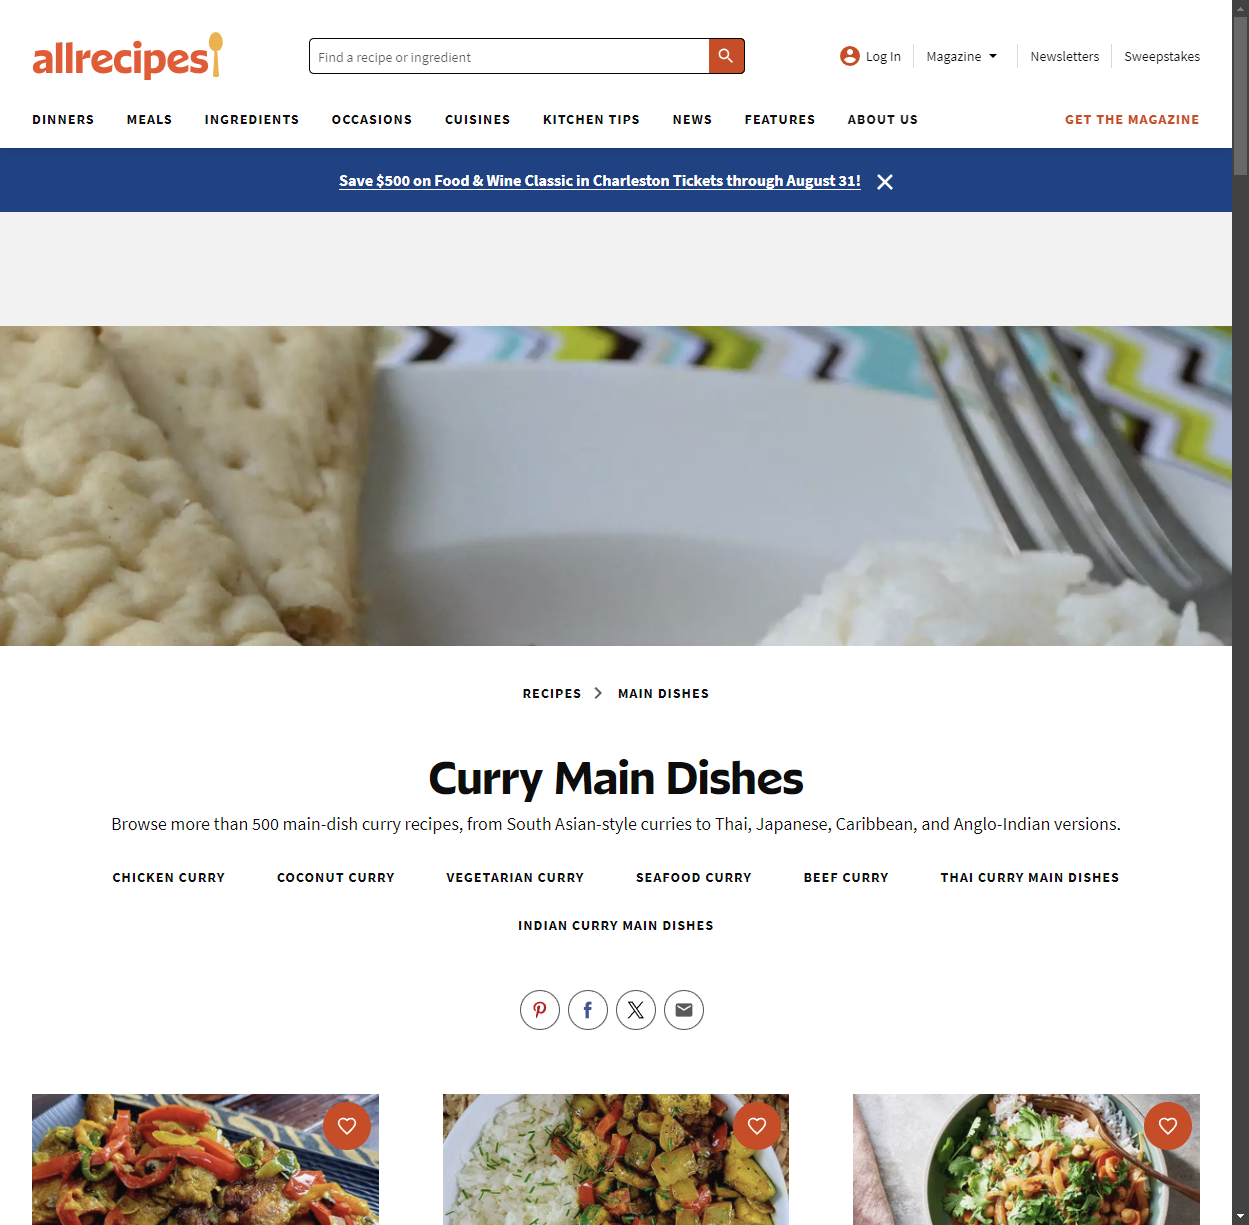 allrecipes
Find a recipe or ingredient
Log In
Magazine
Newsletters
Sweepstakes
DINNERS
MEALS
INGREDIENTS
OCCASIONS
CUISINES
KITCHEN TIPS
NEWS
FEATURES
ABOUT US
GET THE MAGAZINE
Save $500 on Food & Wine Classic in Charleston Tickets through August 31!
RECIPES
MAIN DISHES
Curry Main Dishes
Browse more than 500 main-dish curry recipes, from South Asian-style curries to Thai, Japanese, Caribbean, and Anglo-Indian versions.
CHICKEN CURRY
COCONUT CURRY
VEGETARIAN CURRY
SEAFOOD CURRY
BEEF CURRY
THAI CURRY MAIN DISHES
INDIAN CURRY MAIN DISHES